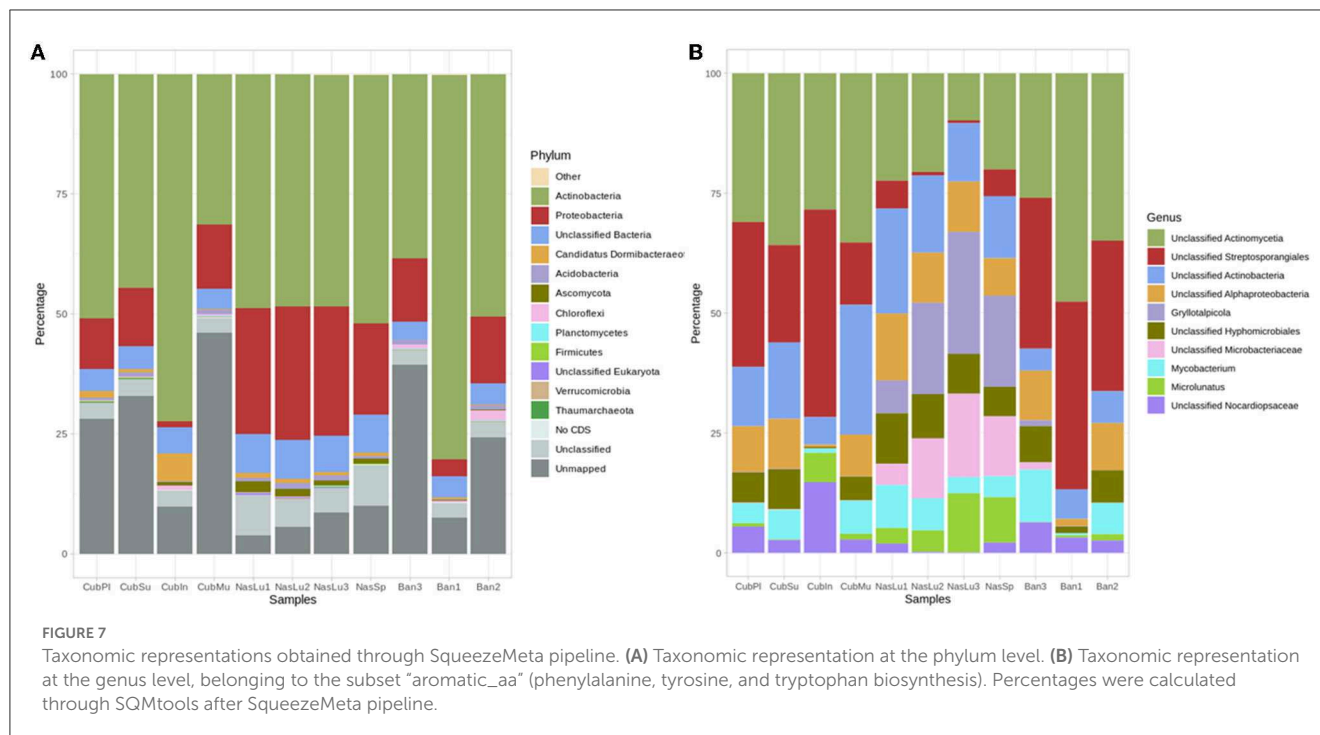 A
100
75
50
25
0
Percentage
CubPl CubSu CubIn CubMu NasLu1 NasLu2 NasLu3 NasSp Ban3 Ban1 Ban2
Samples
Phylum
Other
Actinobacteria
Proteobacteria
Unclassified Bacteria
Candidatus Dormibacteraeot
Acidobacteria
Ascomycota
Chloroflexi
Planctomycetes
Firmicutes
Unclassified Eukaryota
Verrucomicrobia
Thaumarchaeota
No CDS
Unclassified
Unmapped
B
100
75
50
25
0
Percentage
CubPl CubSu CubIn CubMu NasLu1 NasLu2 NasLu3 NasSp Ban3 Ban1 Ban2
Samples
Genus
Unclassified Actinomycetia
Unclassified Streptosporangiales
Unclassified Actinobacteria
Unclassified Alphaproteobacteria
Gryllotalpicola
Unclassified Hyphomicrobiales
Unclassified Microbacteriaceae
Mycobacterium
Microlunatus
Unclassified Nocardiopsaceae
FIGURE 7
Taxonomic representations obtained through SqueezeMeta pipeline. (A) Taxonomic representation at the phylum level. (B) Taxonomic representation
at the genus level, belonging to the subset “aromatic_aa” (phenylalanine, tyrosine, and tryptophan biosynthesis). Percentages were calculated
through SQMtools after SqueezeMeta pipeline.